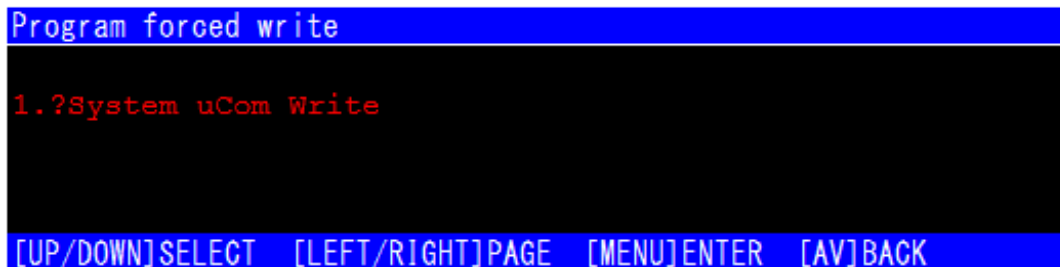 Program forced write
1.?System uCom Write
[UP/DOWN]SELECT [LEFT/RIGHT]PAGE [MENU]ENTER [AV]BACK